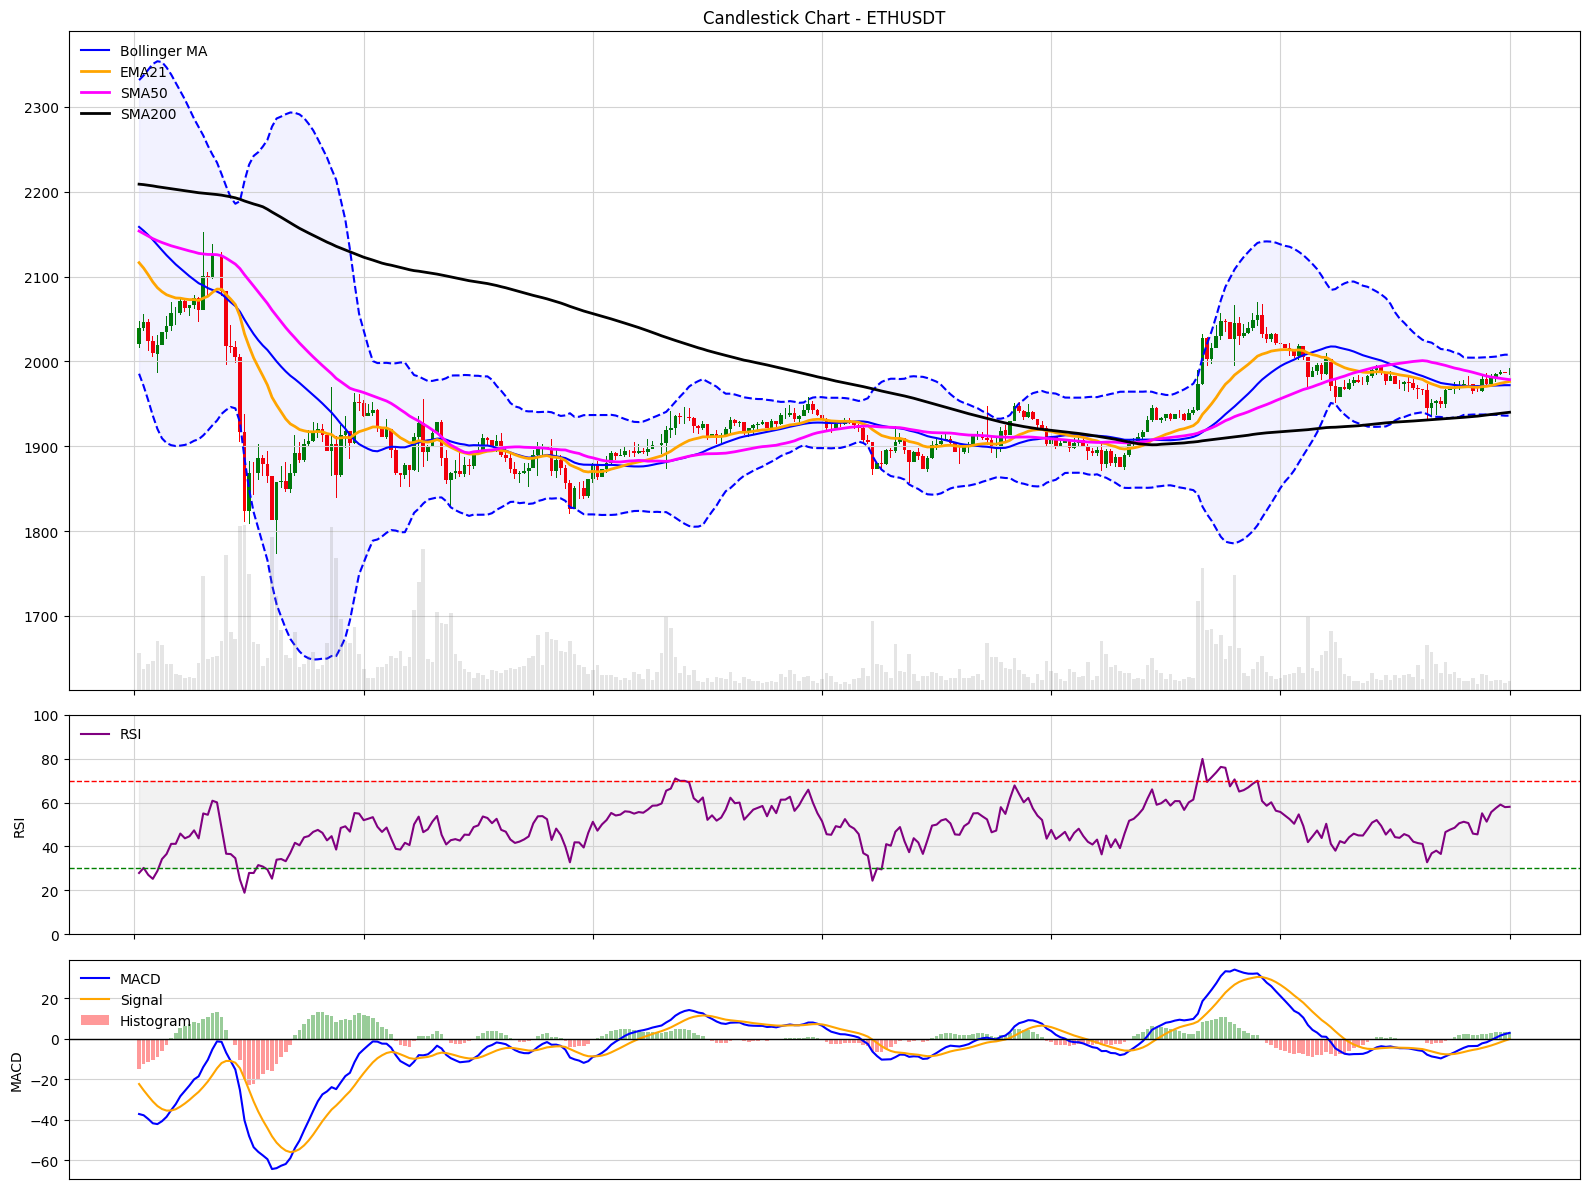 Candlestick Chart - ETHUSDT
Bollinger MA
EMA21
SMA50
SMA200
2300
2200
2100
2000
1900
1800
1700
RSI
100
80
60
40
20
0
RSI
MACD
Signal
Histogram
20
0
−20
−40
−60
MACD